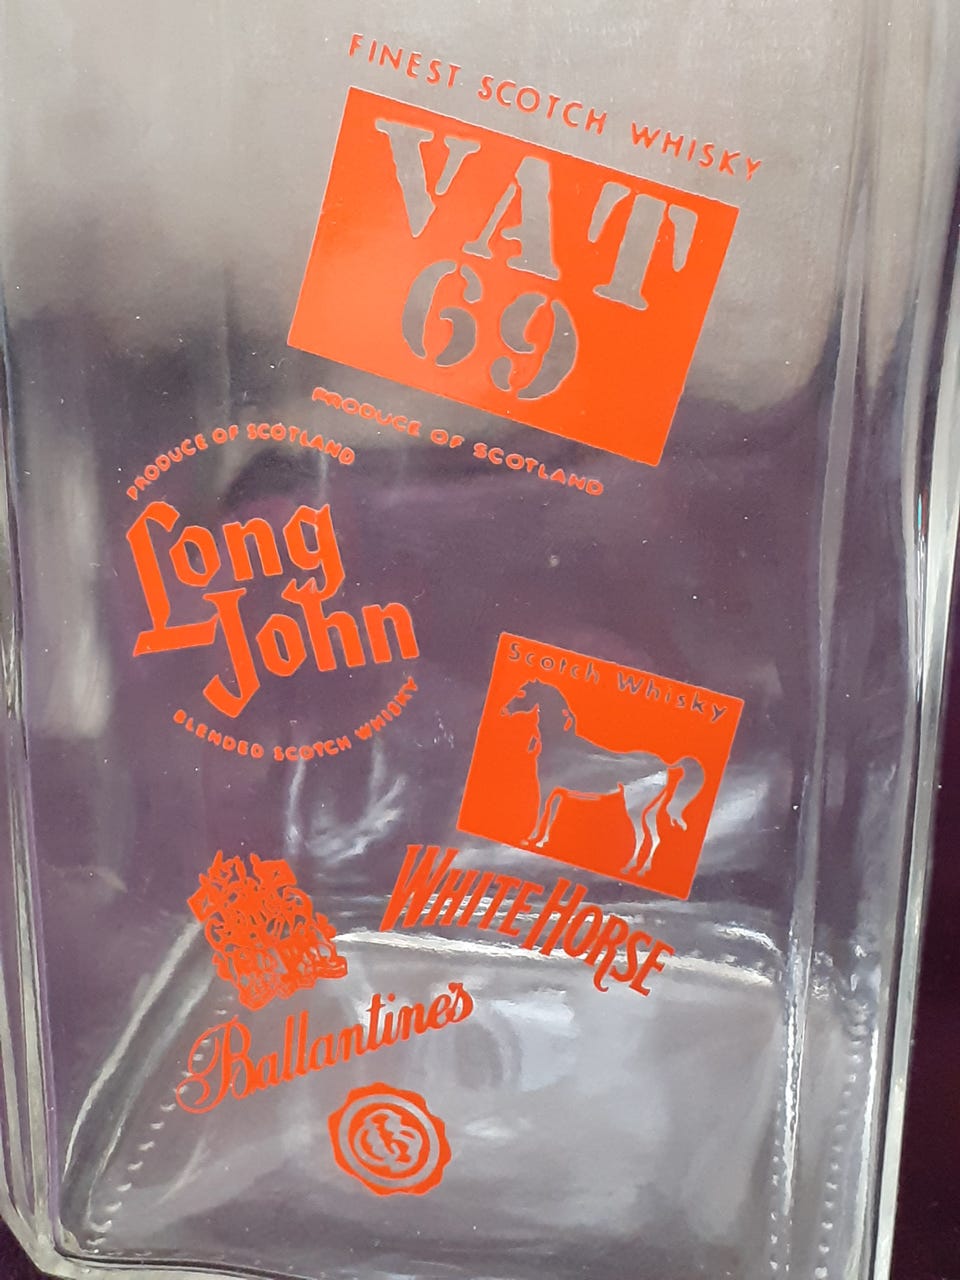 FINEST SCOTCH WHISKY
VAT
69
PRODUCE OF SCOTLAND
PRODUCE OF SCOTLAND
Long
John
BLENDED SCOTCH WHISKY
Scotch Whisky
WHITE HORSE
Ballantine's